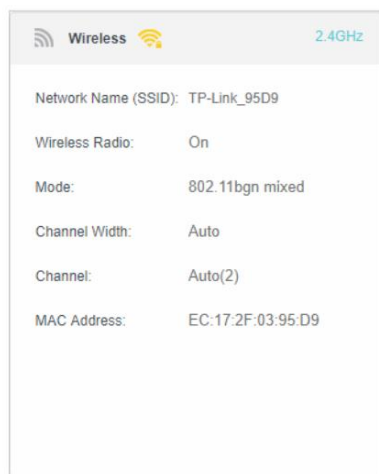 Wireless 2.4GHz
Network Name (SSID): TP-Link_95D9
Wireless Radio: On
Mode: 802.11bgn mixed
Channel Width: Auto
Channel: Auto(2)
MAC Address: EC:17:2F:03:95:D9